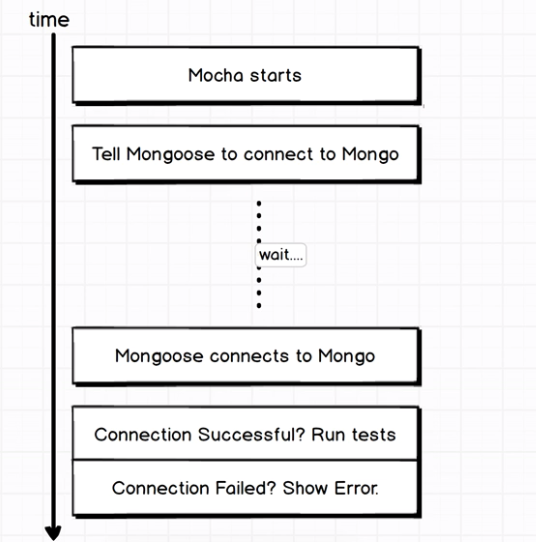 time
Mocha starts
Tell Mongoose to connect to Mongo
wait....
Mongoose connects to Mongo
Connection Successful? Run tests
Connection Failed? Show Error.